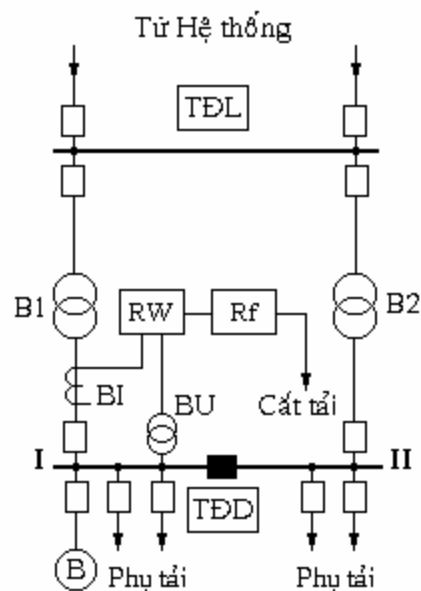 Từ Hệ thống
TĐL
B1
RW
Rf
B2
BI
BU
Cắt tải
I
II
TĐD
B
Phụ tải
Phụ tải